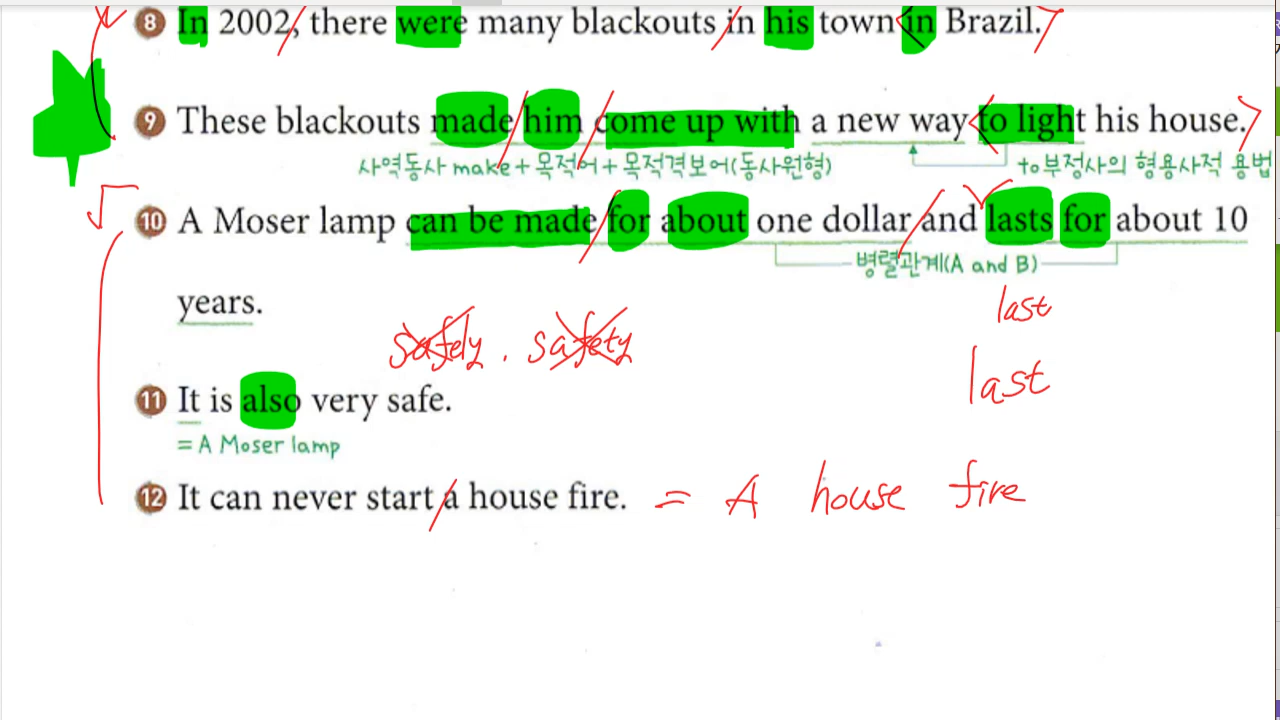 8 In 2002, there were many blackouts in his town in Brazil.
9 These blackouts made him come up with a new way to light his house.
사역동사 make + 목적어 + 목적격보어(동사원형) to부정사의 형용사적 용법
10 A Moser lamp can be made for about one dollar and lasts for about 10
병렬관계(A and B)
years.
last
safely. safety
last
11 It is also very safe.
= A Moser lamp
12 It can never start a house fire. = A house fire